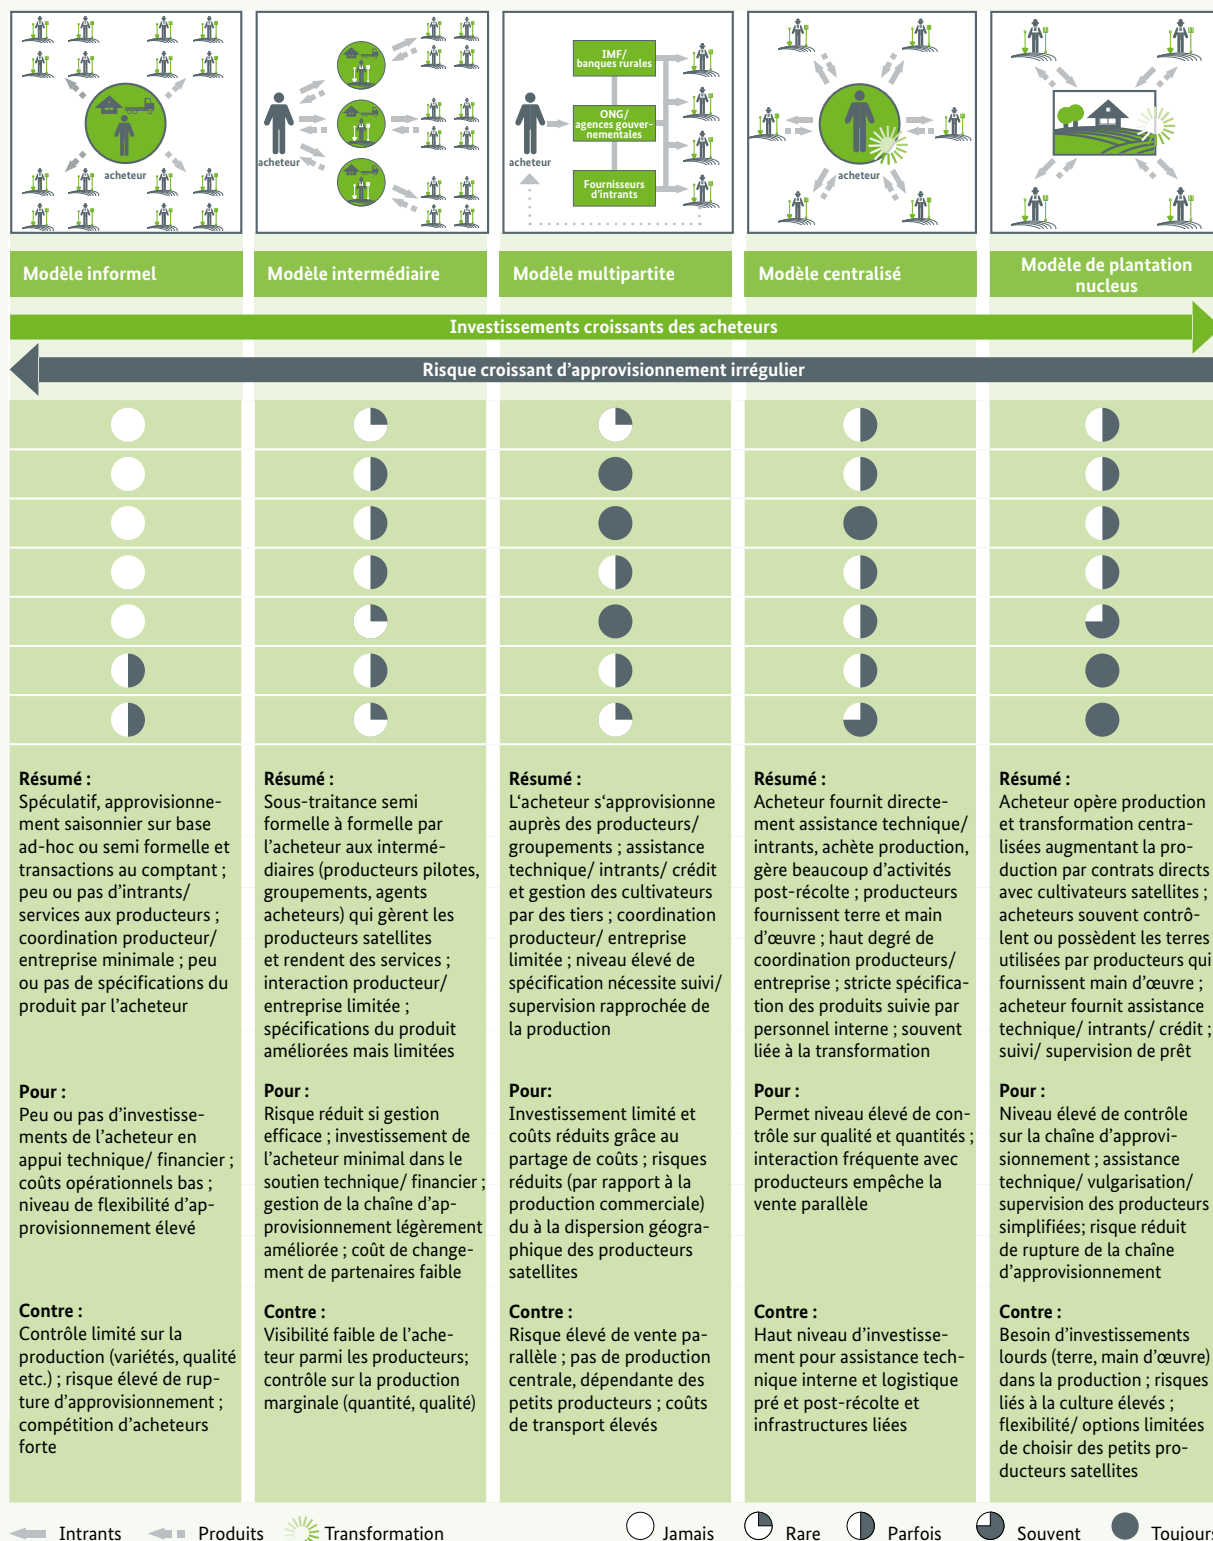 acheteur
acheteur
IMF/
banques rurales
ONG/
agences gouver-
nementales
Fournisseurs
d'intrants
acheteur
acheteur
Modèle informel
Modèle intermédiaire
Modèle multipartite
Modèle centralisé
Modèle de plantation
nucleus
Investissements croissants des acheteurs
Risque croissant d'approvisionnement irrégulier
Résumé :
Spéculatif, approvisionne-
ment saisonnier sur base
ad-hoc ou semi formelle et
transactions au comptant ;
peu ou pas d'intrants/
services aux producteurs ;
coordination producteur/
entreprise minimale ; peu
ou pas de spécifications du
produit par l'acheteur
Pour :
Peu ou pas d'investisse-
ments de l'acheteur en
appui technique/ financier ;
coûts opérationnels bas ;
niveau de flexibilité d'ap-
provisionnement élevé
Contre :
Contrôle limité sur la
production (variétés, qualité
etc.) ; risque élevé de rup-
ture d'approvisionnement ;
compétition d'acheteurs
forte
Résumé :
Sous-traitance semi
formelle à formelle par
l'acheteur aux intermé-
diaires (producteurs pilotes,
groupements, agents
acheteurs) qui gèrent les
producteurs satellites
et rendent des services ;
interaction producteur/
entreprise limitée ;
spécifications du produit
améliorées mais limitées
Pour :
Risque réduit si gestion
efficace ; investissement de
l'acheteur minimal dans le
soutien technique/ financier ;
gestion de la chaîne d'ap-
provisionnement légèrement
améliorée ; coût de change-
ment de partenaires faible
Contre :
Visibilité faible de l'ache-
teur parmi les producteurs;
contrôle sur la production
marginale (quantité, qualité)
Résumé :
L'acheteur s'approvisionne
auprès des producteurs/
groupements ; assistance
technique/ intrants/ crédit
et gestion des cultivateurs
par des tiers ; coordination
producteur/ entreprise
limitée ; niveau élevé de
spécification nécessite suivi/
supervision rapprochée de
la production
Pour:
Investissement limité et
coûts réduits grâce au
partage de coûts ; risques
réduits (par rapport à la
production commerciale)
du à la dispersion géogra-
phique des producteurs
satellites
Contre :
Risque élevé de vente pa-
rallèle ; pas de production
centrale, dépendante des
petits producteurs ; coûts
de transport élevés
Résumé :
Acheteur fournit directe-
ment assistance technique/
intrants, achète production,
gère beaucoup d'activités
post-récolte ; producteurs
fournissent terre et main
d'œuvre ; haut degré de
coordination producteurs/
entreprise ; stricte spécifica-
tion des produits suivie par
personnel interne ; souvent
liée à la transformation
Pour :
Permet niveau élevé de con-
trôle sur qualité et quantités ;
interaction fréquente avec
producteurs empêche la
vente parallèle
Contre :
Haut niveau d'investisse-
ment pour assistance tech-
nique interne et logistique
pré et post-récolte et
infrastructures liées
Résumé :
Acheteur opère production
et transformation centra-
lisées augmentant la pro-
duction par contrats directs
avec cultivateurs satellites ;
acheteurs souvent contrô-
lent ou possèdent les terres
utilisées par producteurs qui
fournissent main d'œuvre ;
acheteur fournit assistance
technique/ intrants/ crédit ;
suivi/ supervision de prêt
Pour :
Niveau élevé de contrôle
sur la chaîne d'approvi-
sionnement ; assistance
technique/ vulgarisation/
supervision des producteurs
simplifiées; risque réduit
de rupture de la chaîne
d'approvisionnement
Contre :
Besoin d'investissements
lourds (terre, main d'œuvre)
dans la production ; risques
liés à la culture élevés ;
flexibilité/ options limitées
de choisir des petits pro-
ducteurs satellites
Intrants
Produits
Transformation
Jamais
Rare
Parfois
Souvent
Toujours